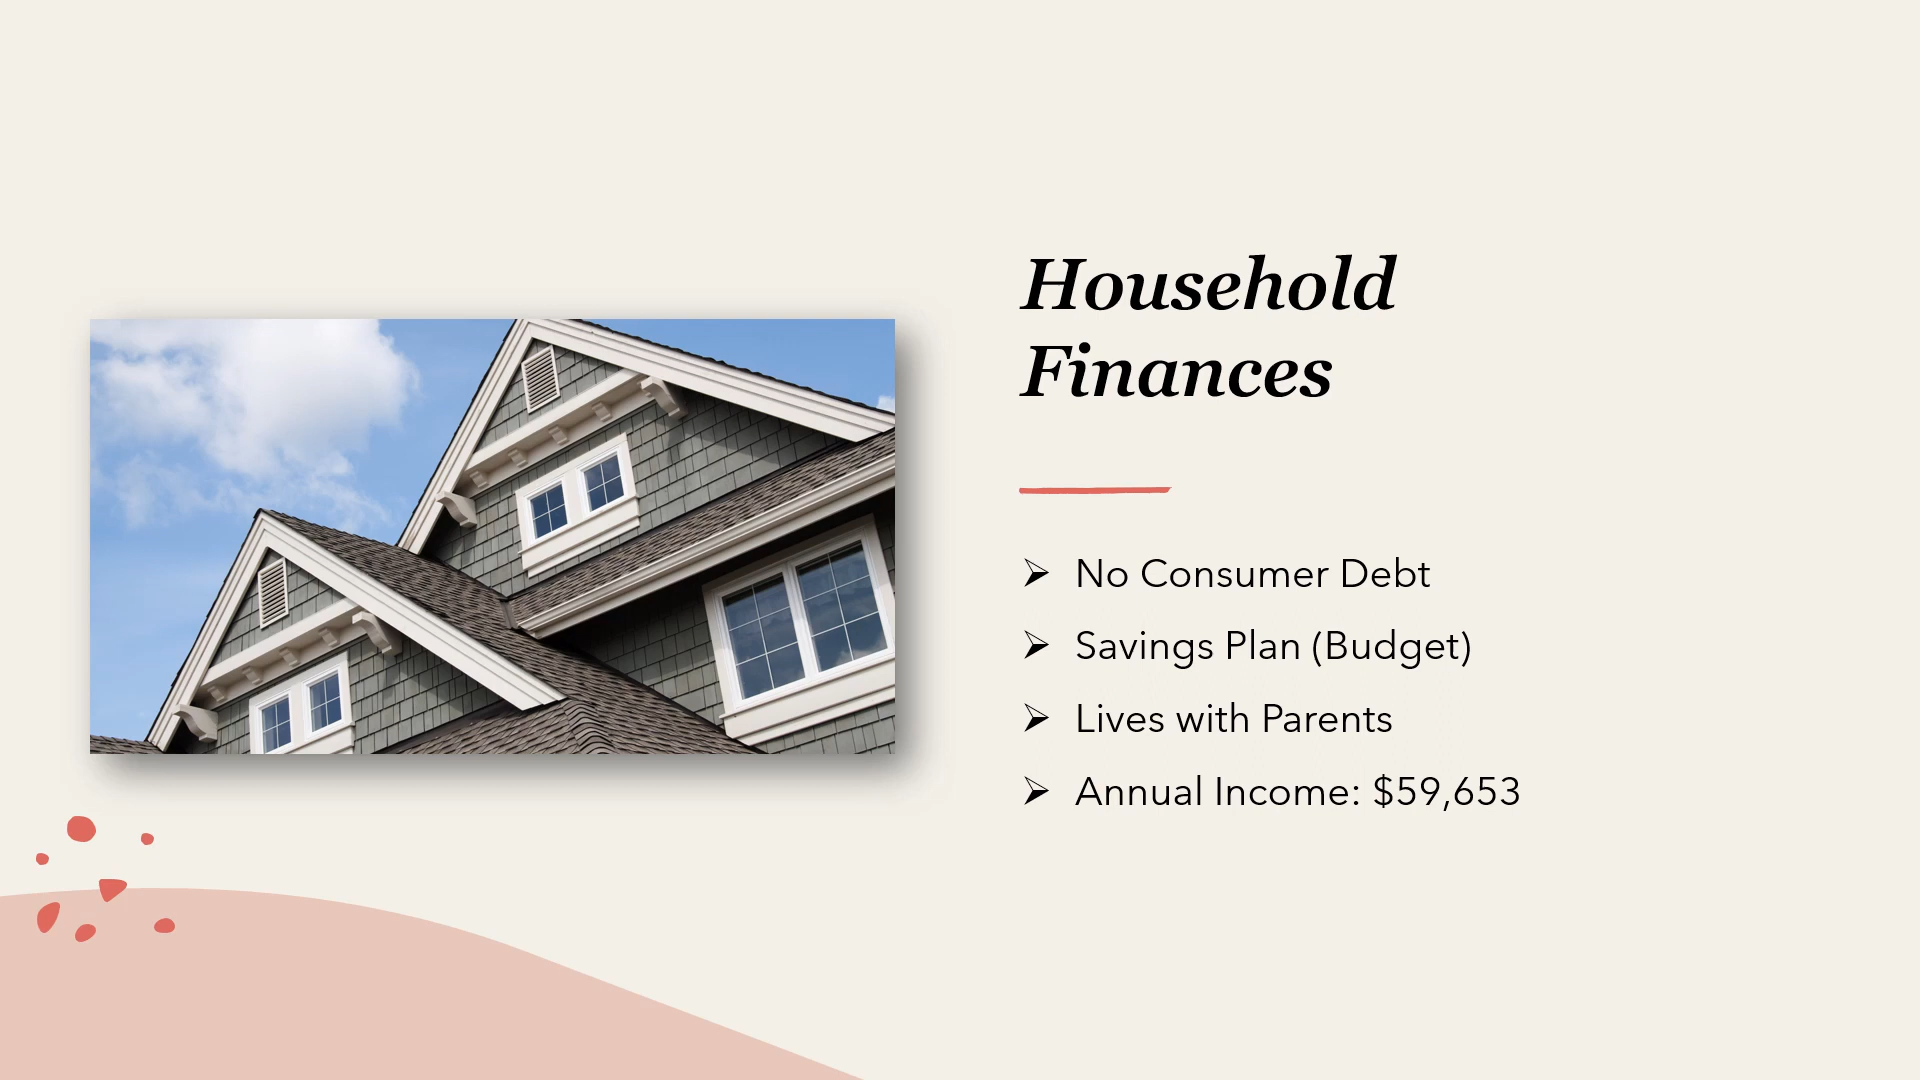 Household
Finances
➢ No Consumer Debt
➢ Savings Plan (Budget)
➢ Lives with Parents
➢ Annual Income: $59,653